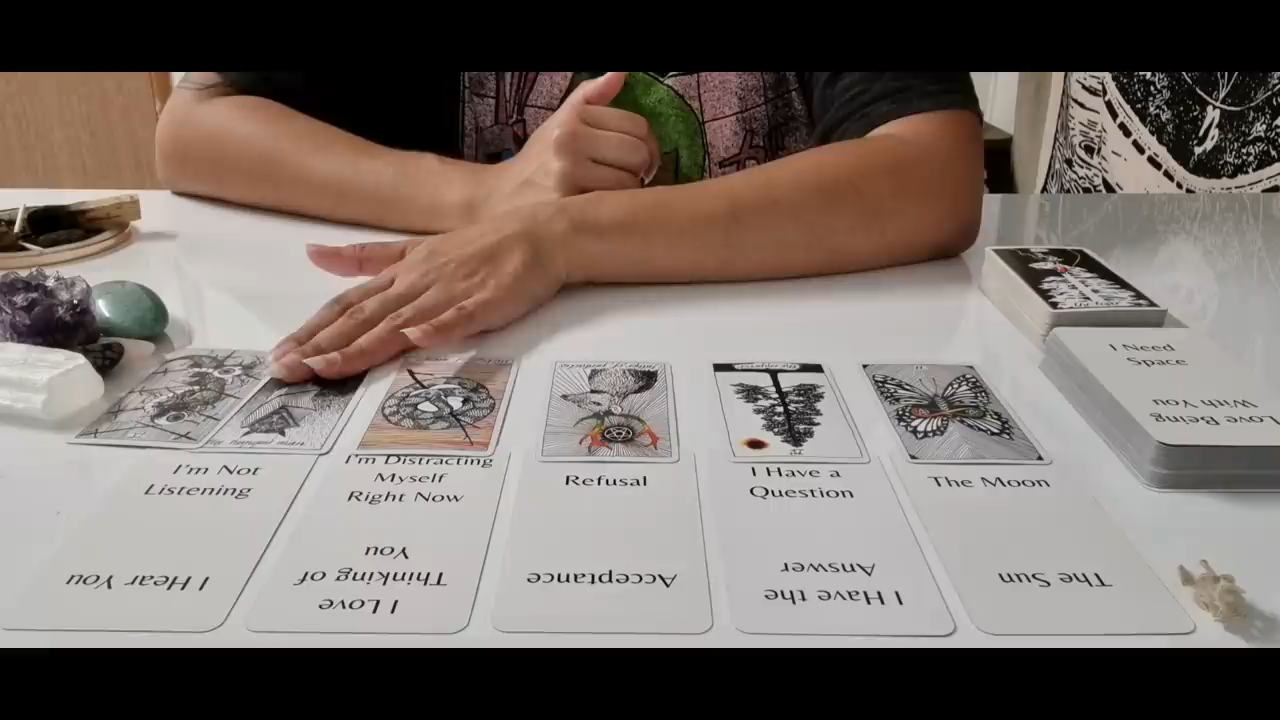 I'm Not
Listening
I Hear You
I'm Distracting
Myself
Right Now
I Love
Thinking of
You
Refusal
Acceptance
I Have a
Question
I Have the
Answer
The Moon
The Sun
I Need
Space
Love Being
With You